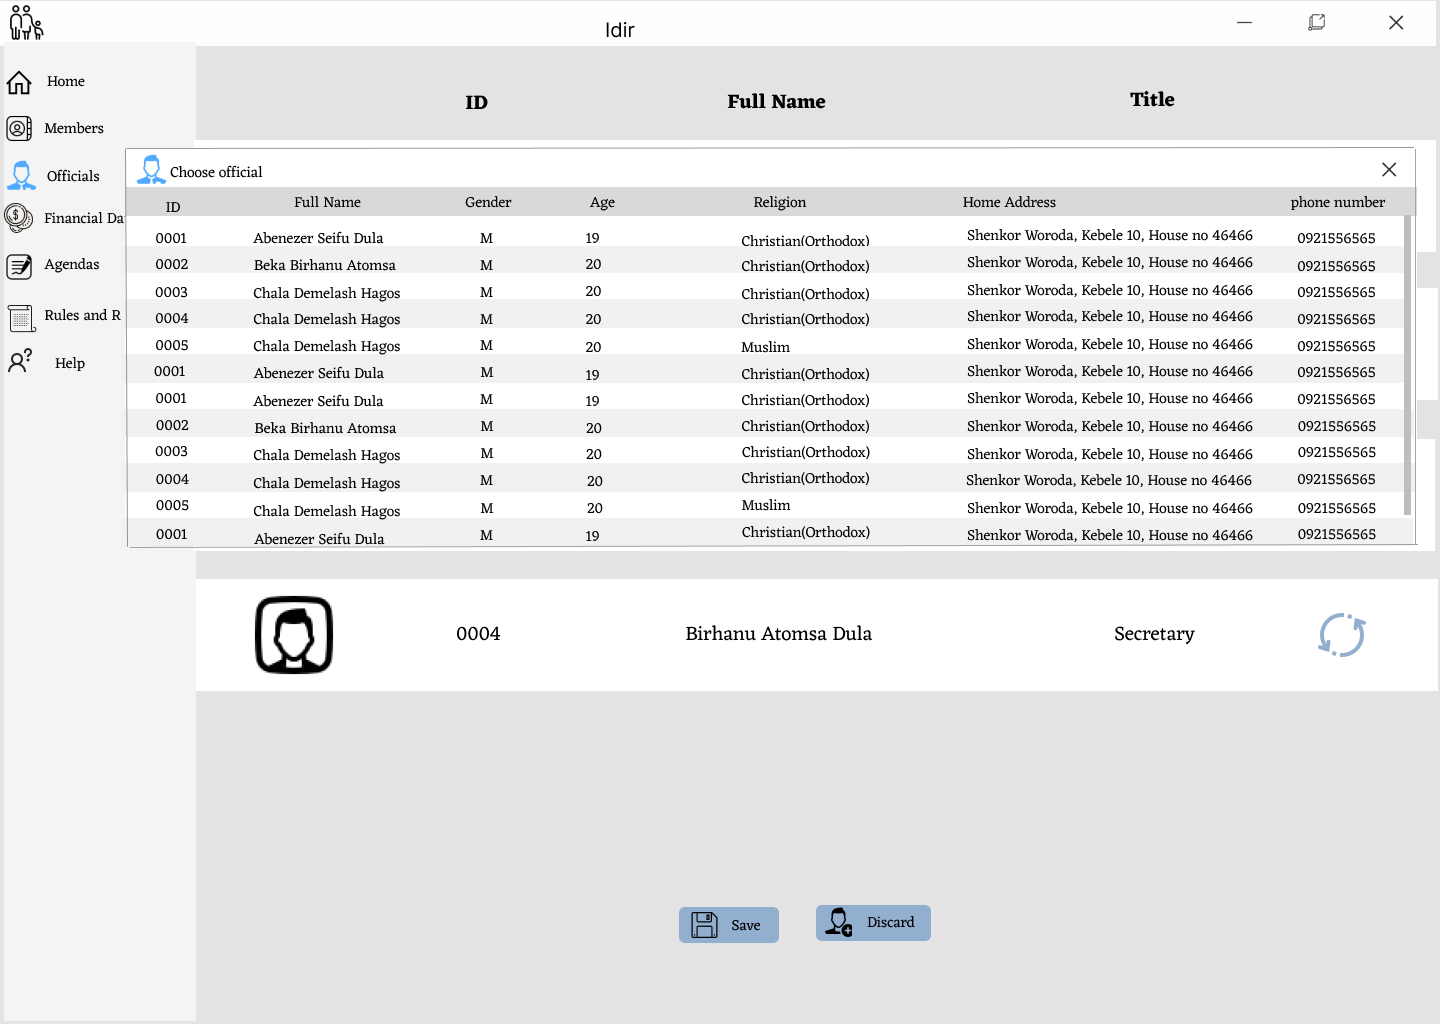 Idir
Home
Members
Officials
Financial Da
Agendas
Rules and R
Help
ID Full Name Title
Choose official
ID Full Name Gender Age Religion Home Address phone number
0001 Abenezer Seifu Dula M 19 Christian(Orthodox) Shenkor Woroda, Kebele 10, House no 46466 0921556565
0002 Beka Birhanu Atomsa M 20 Christian(Orthodox) Shenkor Woroda, Kebele 10, House no 46466 0921556565
0003 Chala Demelash Hagos M 20 Christian(Orthodox) Shenkor Woroda, Kebele 10, House no 46466 0921556565
0004 Chala Demelash Hagos M 20 Christian(Orthodox) Shenkor Woroda, Kebele 10, House no 46466 0921556565
0005 Chala Demelash Hagos M 20 Muslim Shenkor Woroda, Kebele 10, House no 46466 0921556565
0001 Abenezer Seifu Dula M 19 Christian(Orthodox) Shenkor Woroda, Kebele 10, House no 46466 0921556565
0001 Abenezer Seifu Dula M 19 Christian(Orthodox) Shenkor Woroda, Kebele 10, House no 46466 0921556565
0002 Beka Birhanu Atomsa M 20 Christian(Orthodox) Shenkor Woroda, Kebele 10, House no 46466 0921556565
0003 Chala Demelash Hagos M 20 Christian(Orthodox) Shenkor Woroda, Kebele 10, House no 46466 0921556565
0004 Chala Demelash Hagos M 20 Christian(Orthodox) Shenkor Woroda, Kebele 10, House no 46466 0921556565
0005 Chala Demelash Hagos M 20 Muslim Shenkor Woroda, Kebele 10, House no 46466 0921556565
0001 Abenezer Seifu Dula M 19 Christian(Orthodox) Shenkor Woroda, Kebele 10, House no 46466 0921556565
0004 Birhanu Atomsa Dula Secretary
Save Discard